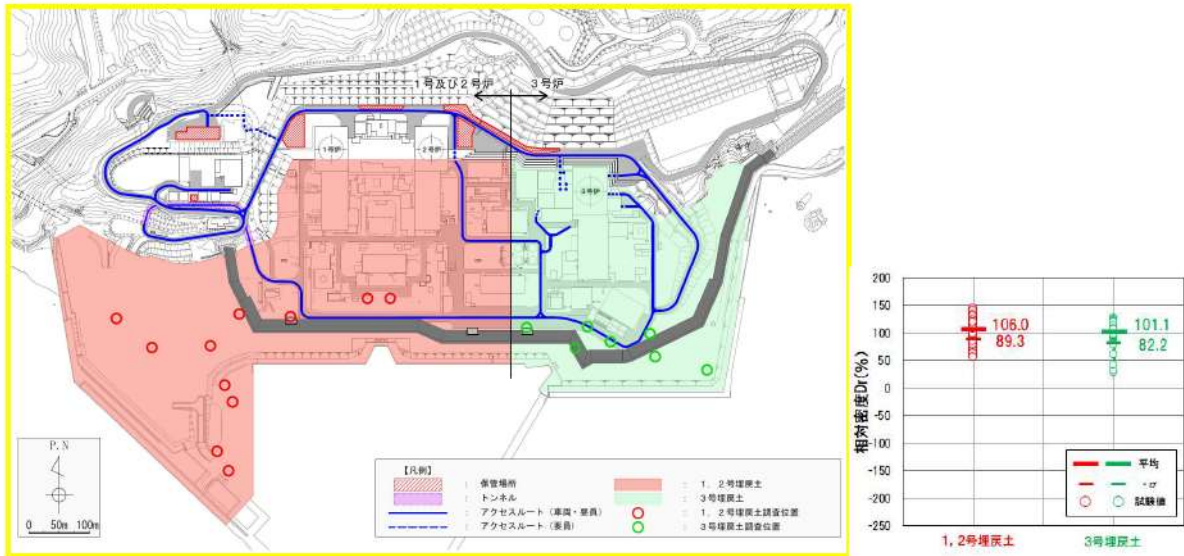 1号及び2号炉
3号炉
1号炉
2号炉
3号炉
P.N
0 50m 100m
【凡例】
: 保管場所
: トンネル
: アクセスルート(車両・要員)
: アクセスルート(要員)
: 1，2号埋戻土
: 3号埋戻土
: 1，2号埋戻土調査位置
: 3号埋戻土調査位置
相対密度Dr(%)
200
150
100
50
0
-50
-100
-150
-200
-250
106.0
89.3
101.1
82.2
平均
-σ
試験値
1,2号埋戻土
3号埋戻土